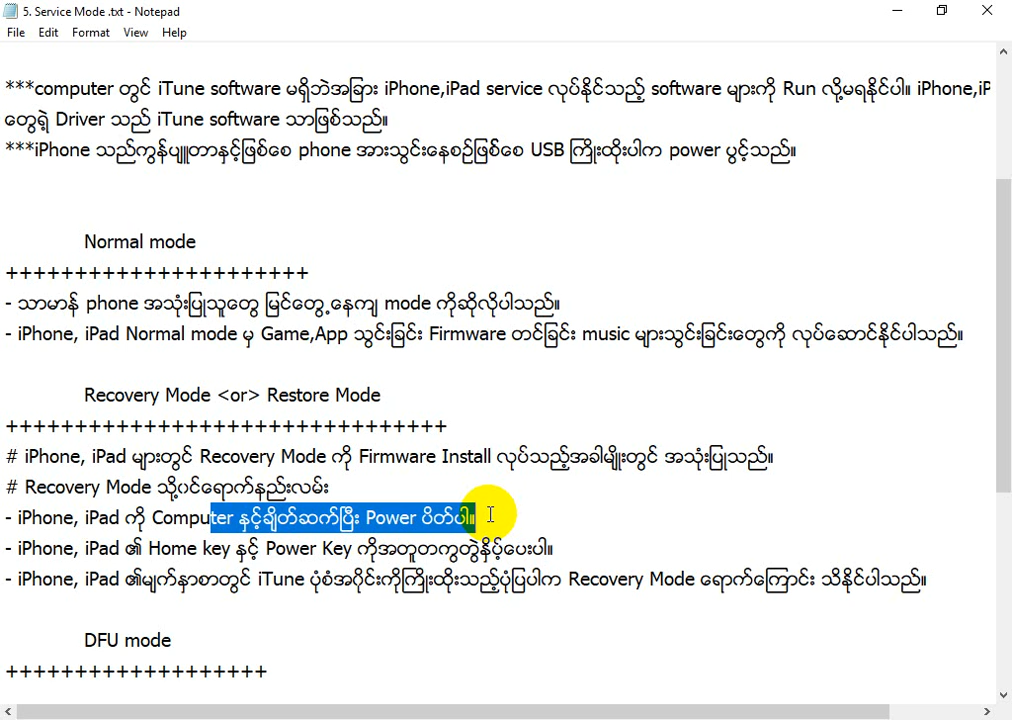 5. Service Mode .txt - Notepad
File Edit Format View Help
***computer တွင် iTune software မရှိဘဲအခြား iPhone,iPad service လုပ်နိုင်သည့် software များကို Run လို့မရနိုင်ပါ။ iPhone,iP
တွေရဲ့ Driver သည် iTune software သာဖြစ်သည်။
***iPhone သည်ကွန်ပျူတာနှင့်ဖြစ်စေ phone အားသွင်းနေစဉ်ဖြစ်စေ USB ကြိုးထိုးပါက power ပွင့်သည်။
Normal mode
++++++++++++++++++++++
- သာမာန် phone အသုံးပြုသူတွေ မြင်တွေ့နေကျ mode ကိုဆိုလိုပါသည်။
- iPhone, iPad Normal mode မှ Game,App သွင်းခြင်း Firmware တင်ခြင်း music များသွင်းခြင်းတွေကို လုပ်ဆောင်နိုင်ပါသည်။
Recovery Mode <or> Restore Mode
++++++++++++++++++++++++++++++++
# iPhone, iPad များတွင် Recovery Mode ကို Firmware Install လုပ်သည့်အခါမျိုးတွင် အသုံးပြုသည်။
# Recovery Mode သို့ဝင်ရောက်နည်းလမ်း
- iPhone, iPad ကို Computer နှင့်ချိတ်ဆက်ပြီး Power ပိတ်ပါ။
- iPhone, iPad ၏ Home key နှင့် Power Key ကိုအတူတကွတွဲနှိပ့်ပေးပါ။
- iPhone, iPad ၏မျက်နှာစာတွင် iTune ပုံစံအဝိုင်းကိုကြိုးထိုးသည့်ပုံပြပါက Recovery Mode ရောက်ကြောင်း သိနိုင်ပါသည်။
DFU mode
+++++++++++++++++++